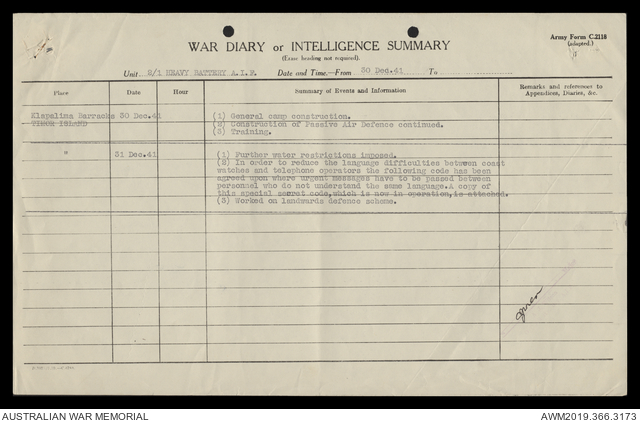 Army Form C.2118
(adapted.)
WAR DIARY or INTELLIGENCE SUMMARY
(Erase heading not required).
Unit 2/1 HEAVY BATTERY A.I.F. Date and Time.—From 30 Dec.41 To
Place Date Hour Summary of Events and Information Remarks and references to Appendices, Diaries, &c.
Klapalima Barracks 30 Dec.41 (1) General camp construction.
TIMOR ISLAND (2) Construction of Passive Air Defence continued.
(3) Training.
" 31 Dec.41 (1) Further water restrictions imposed.
(2) In order to reduce the language difficulties between coast
watches and telephone operators the following code has been
agreed upon where urgent messages have to be passed between
personnel who do not understand the same language. A copy of
this special secret code, which is now in operation, is attached.
(3) Worked on landwards defence scheme.
AUSTRALIAN WAR MEMORIAL AWM2019.366.3173